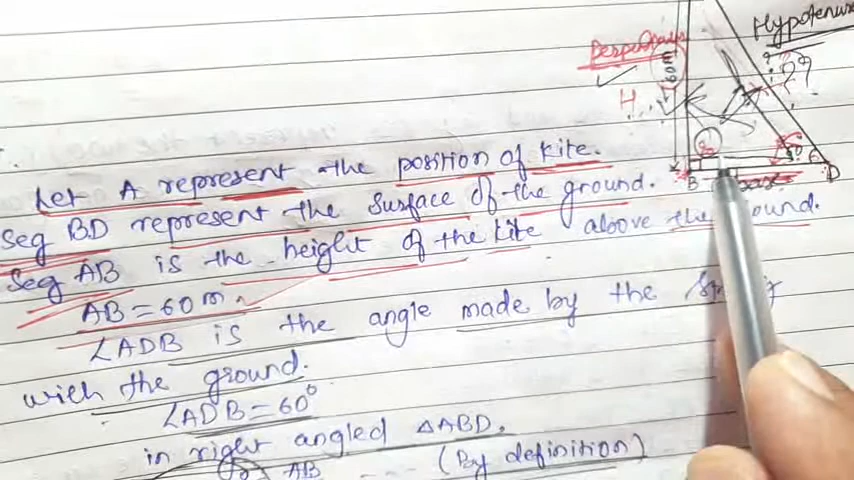 Hypotenuse
Perpendicular
60m
H
B base D
Let A represent the position of kite.
Seg BD represent the surface of the ground.
Seg AB is the height of the kite above the ground.
AB = 60 m.
∠ADB is the angle made by the
with the ground.
∠ADB = 60°
in right angled △ABD.
AB --- (By definition)